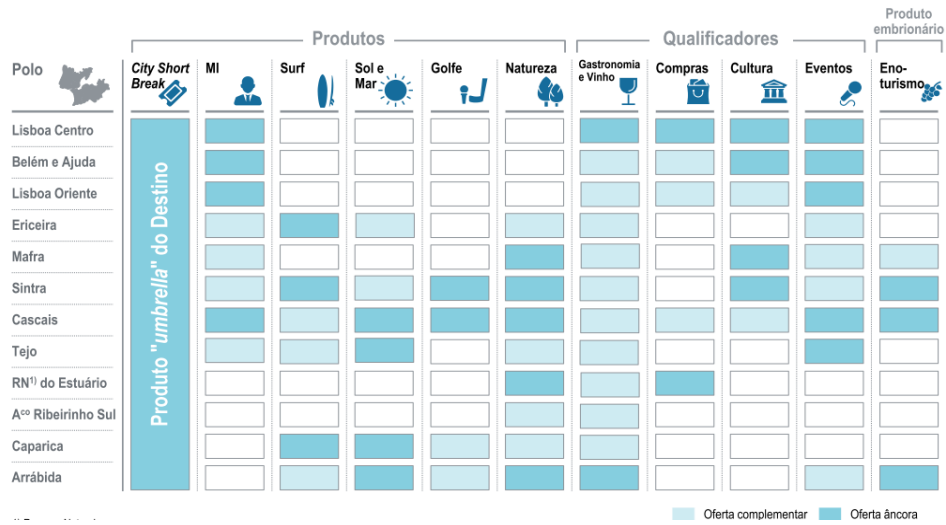 Produto
embrionário
Produtos
Qualificadores
Polo
City Short
Break
MI
Surf
Sol e
Mar
Golfe
Natureza
Gastronomia
e Vinho
Compras
Cultura
Eventos
Eno-
turismo
Lisboa Centro
Belém e Ajuda
Lisboa Oriente
Ericeira
Mafra
Sintra
Cascais
Tejo
RN¹⁾ do Estuário
Aᶜᵒ Ribeirinho Sul
Caparica
Arrábida
Produto "umbrella" do Destino
Oferta complementar
Oferta âncora